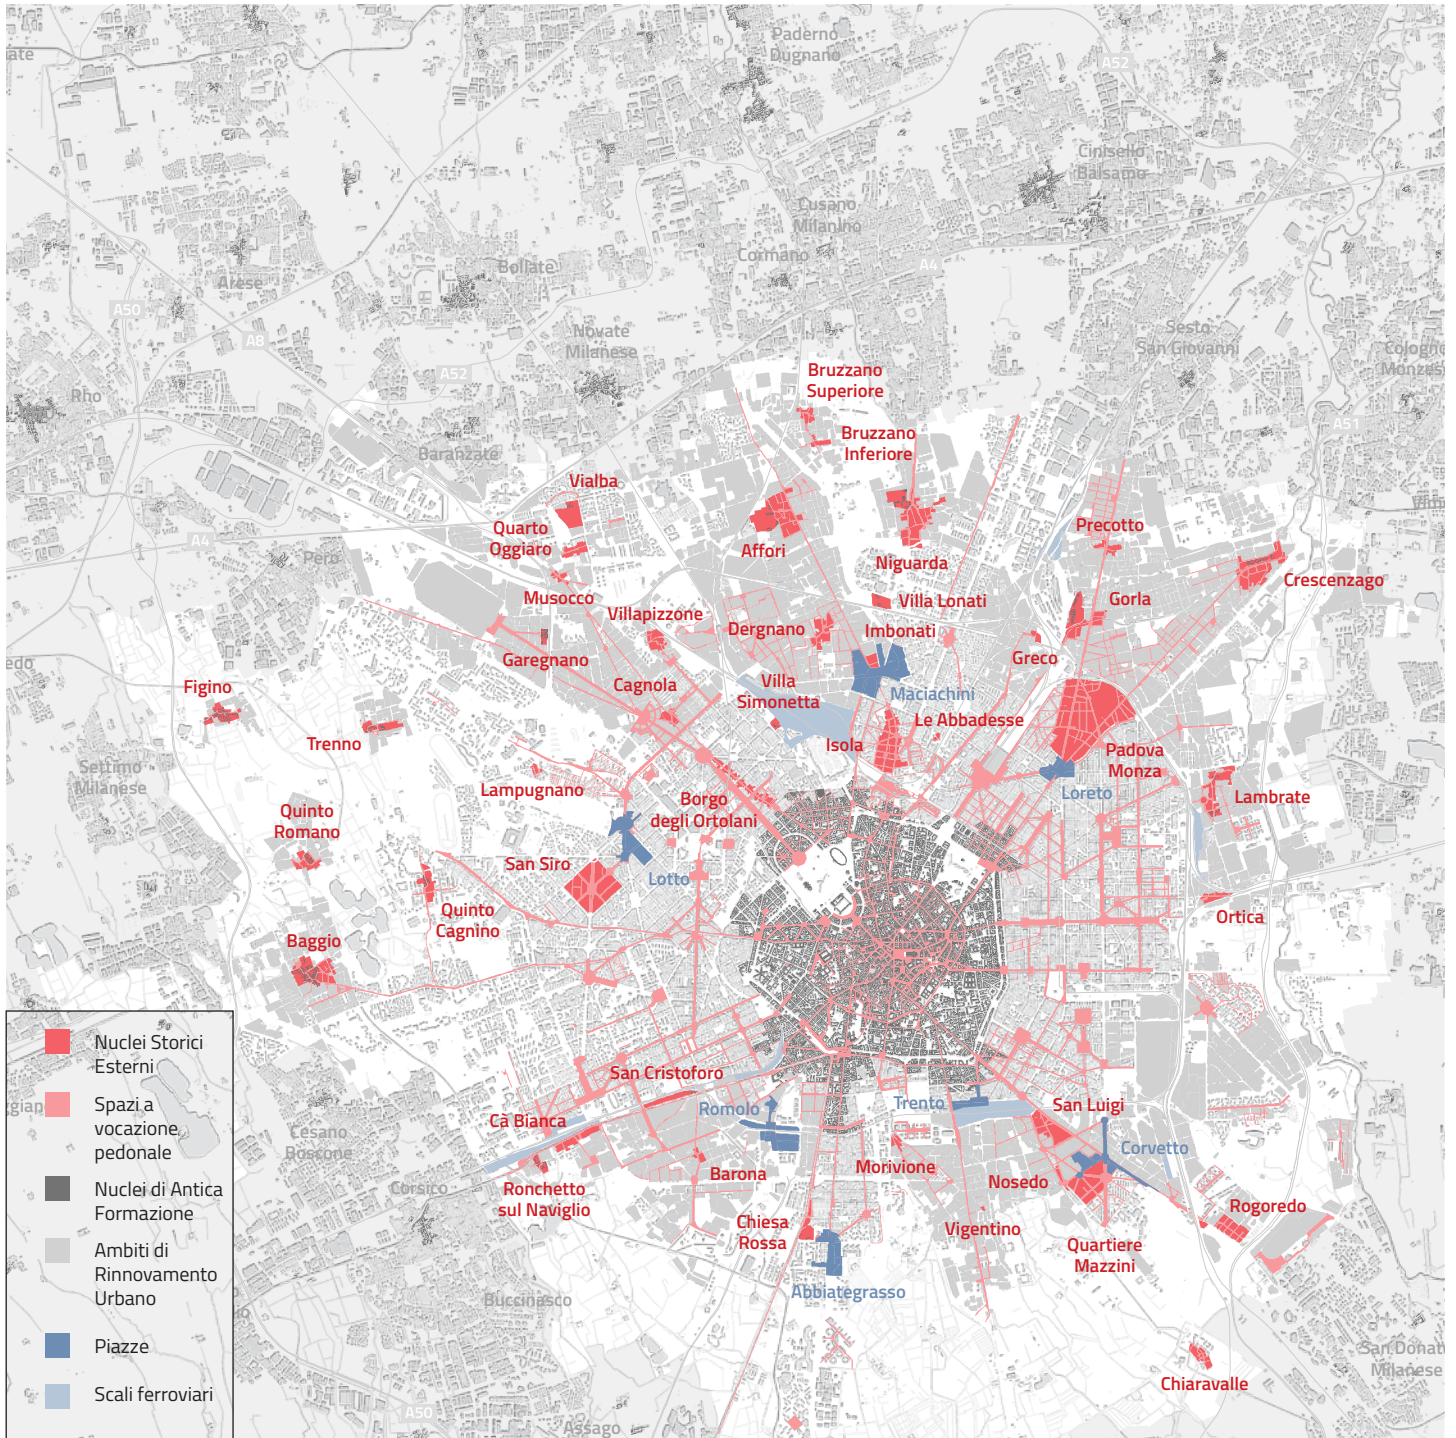 Paderno
Dugnano
A52
Cinisello
Balsamo
Cusano
Milanino
Cormano
A4
Bollate
Arese
A50
A8
Novate
Milanese
Sesto
San Giovanni
A52
Rho
Baranzate
A51
A4
Pero
Bruzzano
Superiore
Bruzzano
Inferiore
Vialba
Quarto
Oggiaro
Affori
Niguarda
Precotto
Crescenzago
Musocco
Villa Lonati
Gorla
Villapizzone
Dergnano
Imbonati
Garegnano
Greco
Figino
Cagnola
Villa
Simonetta
Maciachini
Le Abbadesse
Trenno
Isola
Padova
Monza
Settimo
Milanese
Lampugnano
Loreto
Lambrate
Borgo
degli Ortolani
Quinto
Romano
San Siro
Lotto
Quinto
Cagnino
Ortica
Baggio
San Cristoforo
Cà Bianca
Romolo
Trento
San Luigi
Corvetto
Cesano
Boscone
Corsico
Barona
Morivione
Nosedo
Ronchetto
sul Naviglio
Chiesa
Rossa
Vigentino
Rogoredo
Quartiere
Mazzini
Abbiategrasso
Buccinasco
Chiaravalle
A50
Assago
Milanese
Nuclei Storici
Esterni
Spazi a
vocazione
pedonale
Nuclei di Antica
Formazione
Ambiti di
Rinnovamento
Urbano
Piazze
Scali ferroviari